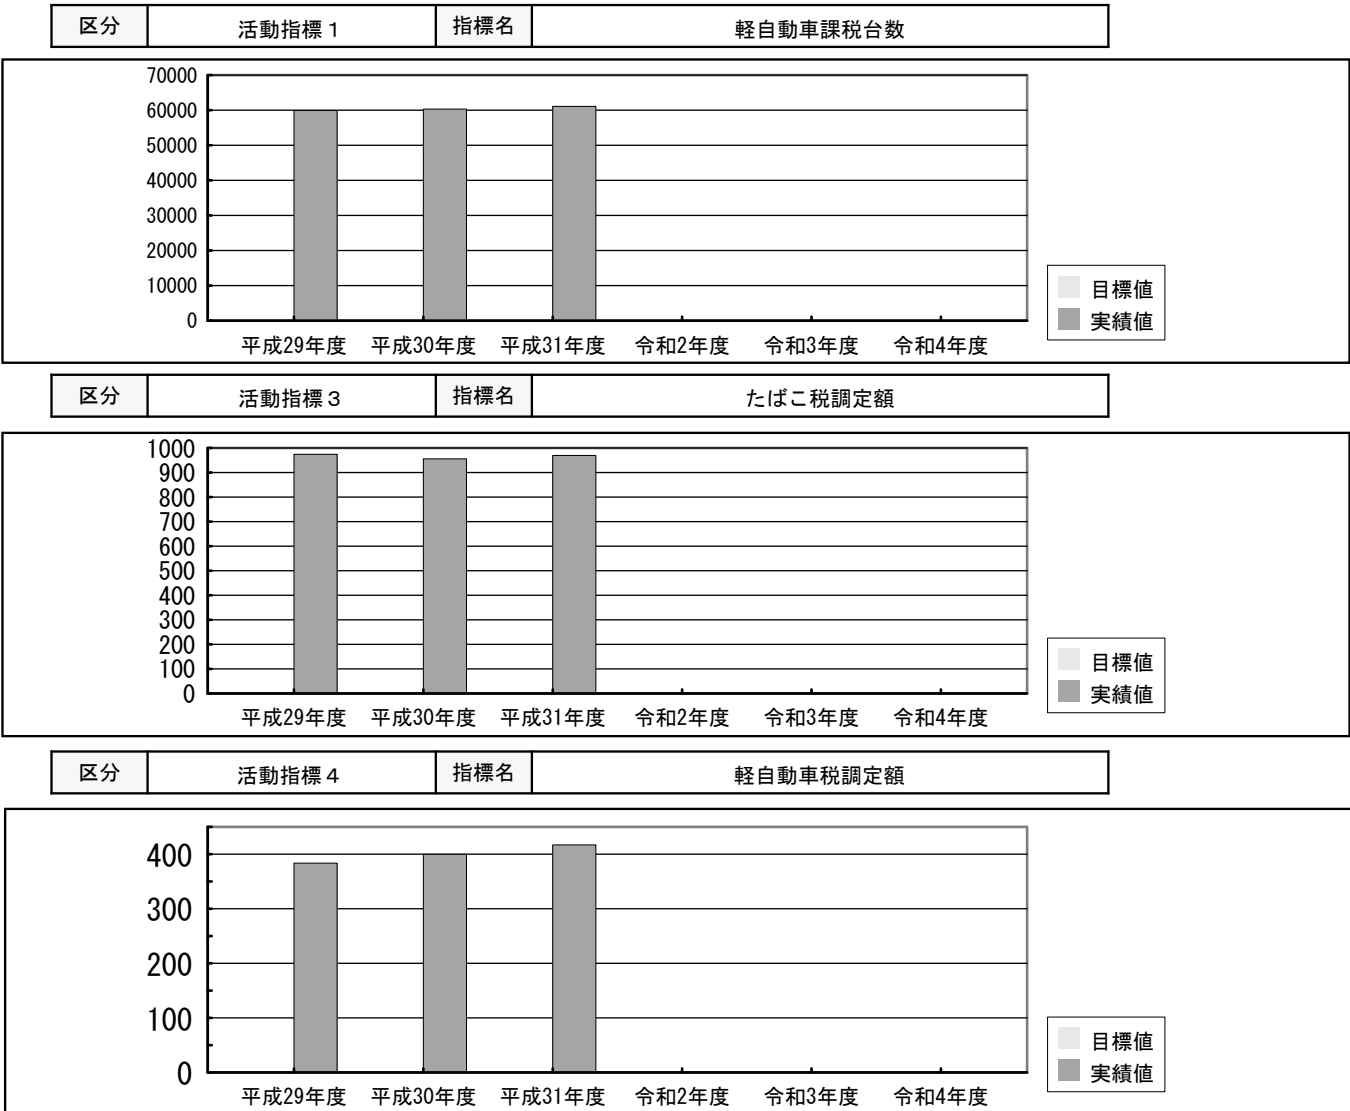 区分 活動指標１ 指標名 軽自動車課税台数
70000
60000
50000
40000
30000
20000
10000
0
平成29年度 平成30年度 平成31年度 令和2年度 令和3年度 令和4年度
目標値
実績値
区分 活動指標３ 指標名 たばこ税調定額
1000
900
800
700
600
500
400
300
200
100
0
平成29年度 平成30年度 平成31年度 令和2年度 令和3年度 令和4年度
目標値
実績値
区分 活動指標４ 指標名 軽自動車税調定額
400
300
200
100
0
平成29年度 平成30年度 平成31年度 令和2年度 令和3年度 令和4年度
目標値
実績値